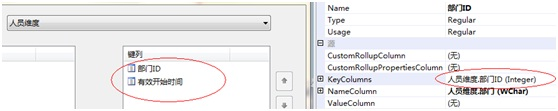 人员维度
键列
部门ID
有效开始时间
Name 部门ID
Type Regular
Usage Regular
源
CustomRollupColumn (无)
CustomRollupPropertiesColumn (无)
KeyColumns 人员维度.部门ID (Integer)
NameColumn 人员维度.部门 (WChar)
ValueColumn (无)